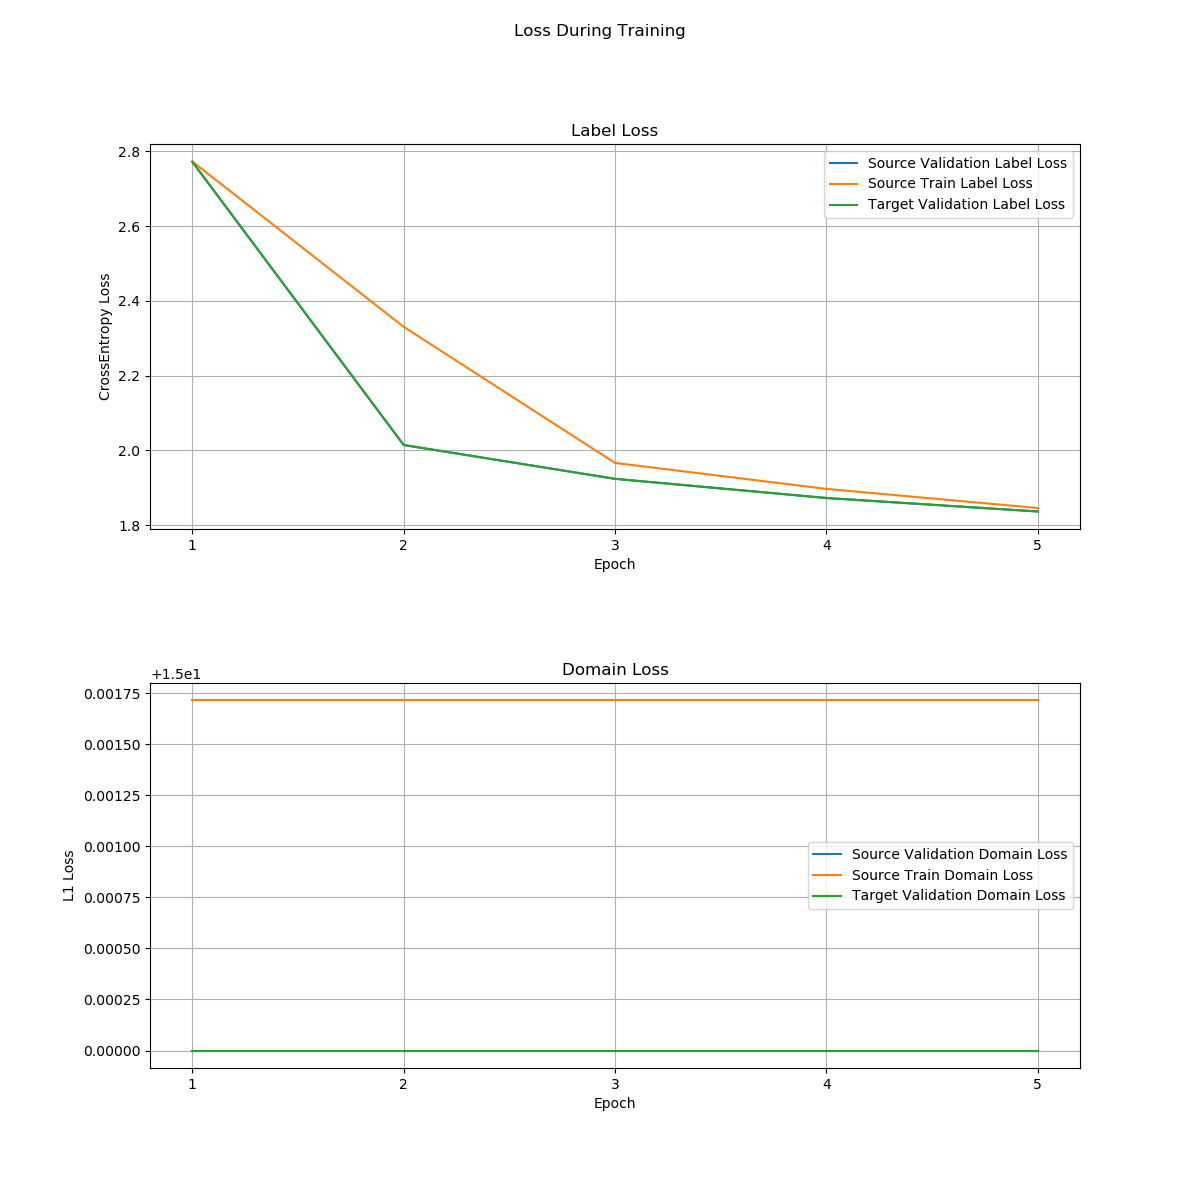 Loss During Training
Label Loss
2.8
2.6
2.4
2.2
2.0
1.8
CrossEntropy Loss
Source Validation Label Loss
Source Train Label Loss
Target Validation Label Loss
1 2 3 4 5
Epoch
Domain Loss
+1.5e1
0.00175
0.00150
0.00125
0.00100
0.00075
0.00050
0.00025
0.00000
L1 Loss
Source Validation Domain Loss
Source Train Domain Loss
Target Validation Domain Loss
1 2 3 4 5
Epoch